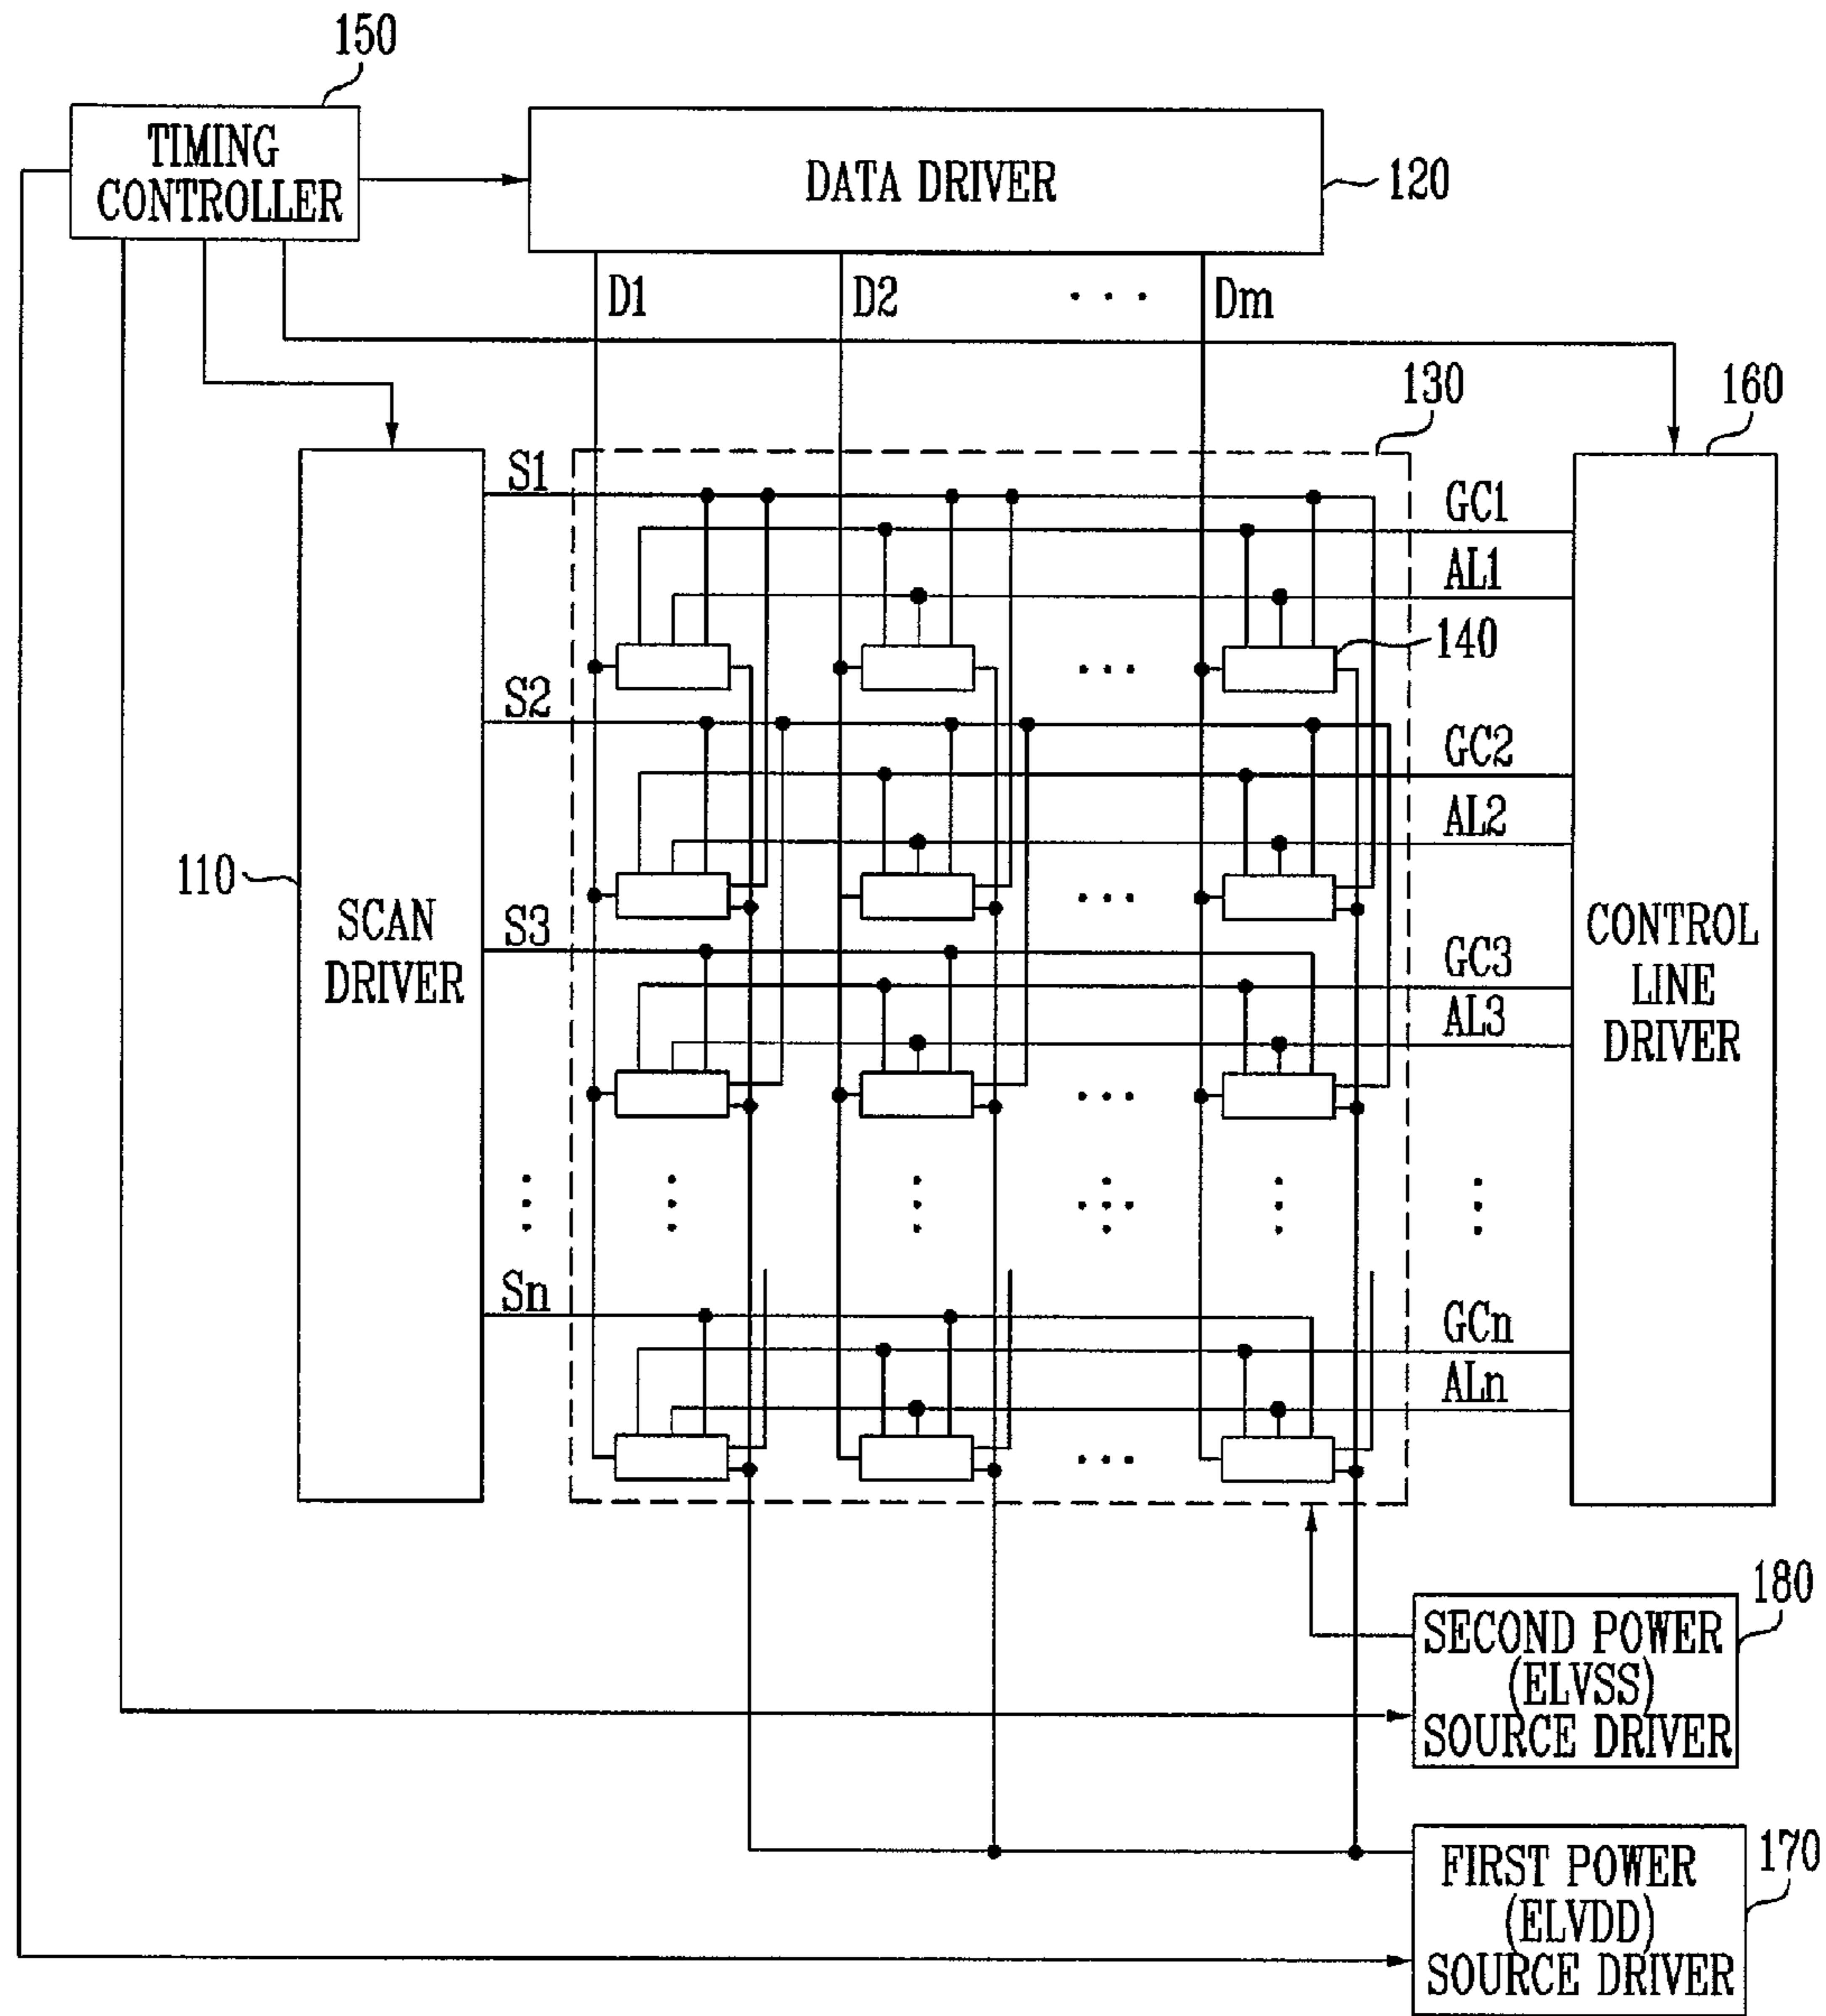 150
TIMING
CONTROLLER
DATA DRIVER
120
D1
D2
. . .
Dm
130
160
S1
GC1
AL1
140
S2
GC2
AL2
110
SCAN
DRIVER
S3
GC3
AL3
CONTROL
LINE
DRIVER
Sn
GCn
ALn
180
SECOND POWER
(ELVSS)
SOURCE DRIVER
170
FIRST POWER
(ELVDD)
SOURCE DRIVER